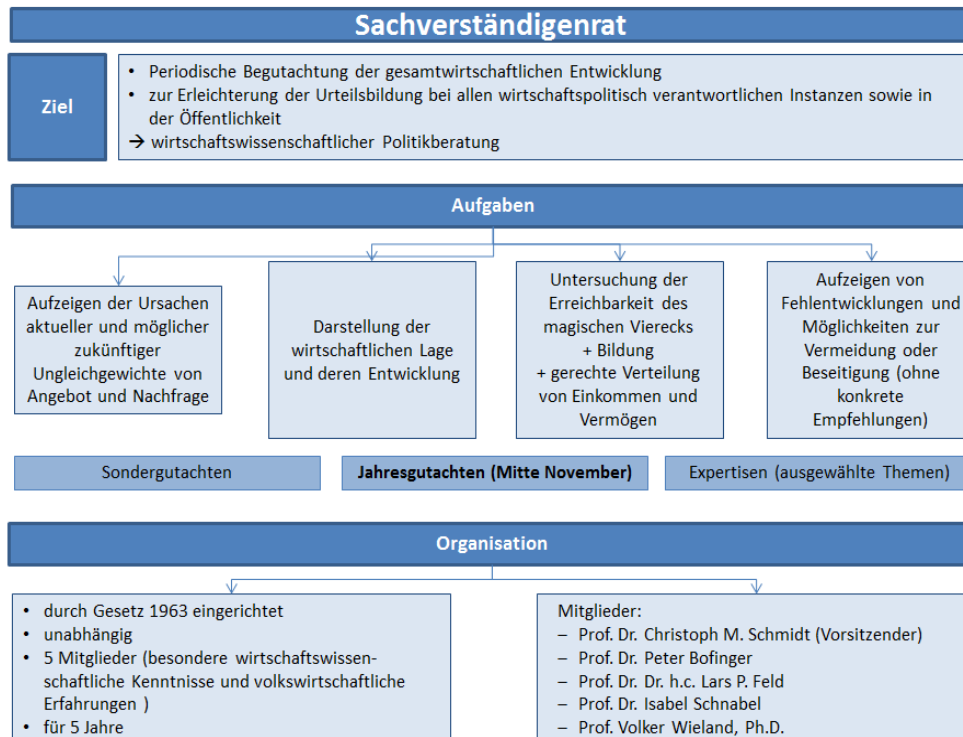 Sachverständigenrat
Ziel
• Periodische Begutachtung der gesamtwirtschaftlichen Entwicklung
• zur Erleichterung der Urteilsbildung bei allen wirtschaftspolitisch verantwortlichen Instanzen sowie in
der Öffentlichkeit
→ wirtschaftswissenschaftlicher Politikberatung
Aufgaben
Aufzeigen der Ursachen
aktueller und möglicher
zukünftiger
Ungleichgewichte von
Angebot und Nachfrage
Darstellung der
wirtschaftlichen Lage
und deren Entwicklung
Untersuchung der
Erreichbarkeit des
magischen Vierecks
+ Bildung
+ gerechte Verteilung
von Einkommen und
Vermögen
Aufzeigen von
Fehlentwicklungen und
Möglichkeiten zur
Vermeidung oder
Beseitigung (ohne
konkrete
Empfehlungen)
Sondergutachten
Jahresgutachten (Mitte November)
Expertisen (ausgewählte Themen)
Organisation
• durch Gesetz 1963 eingerichtet
• unabhängig
• 5 Mitglieder (besondere wirtschaftswissen-
schaftliche Kenntnisse und volkswirtschaftliche
Erfahrungen )
• für 5 Jahre
Mitglieder:
– Prof. Dr. Christoph M. Schmidt (Vorsitzender)
– Prof. Dr. Peter Bofinger
– Prof. Dr. Dr. h.c. Lars P. Feld
– Prof. Dr. Isabel Schnabel
– Prof. Volker Wieland, Ph.D.